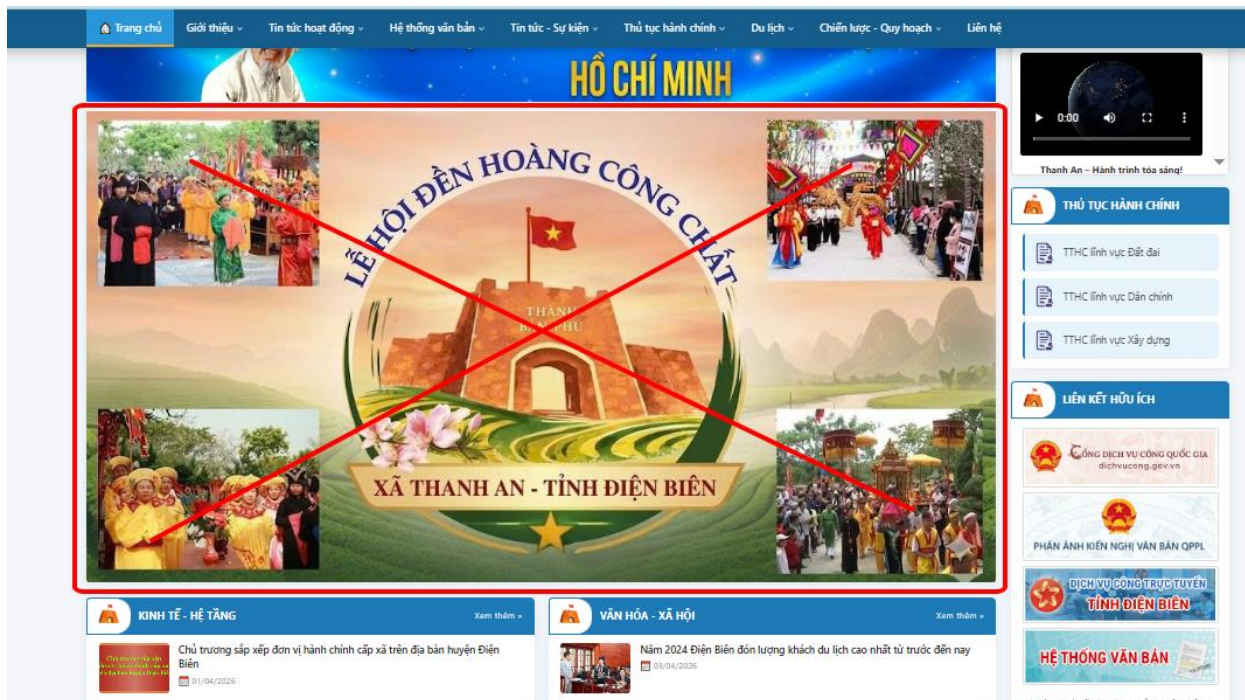 Trang chủ
Giới thiệu
Tin tức hoạt động
Hệ thống văn bản
Tin tức - Sự kiện
Thủ tục hành chính
Du lịch
Chiến lược - Quy hoạch
Liên hệ
HỒ CHÍ MINH
0:00
Thanh An – Hành trình tỏa sáng!
LỄ HỘI ĐỀN HOÀNG CÔNG CHẤT
THÀNH
BẢN PHỦ
XÃ THANH AN - TỈNH ĐIỆN BIÊN
THỦ TỤC HÀNH CHÍNH
TTHC lĩnh vực Đất đai
TTHC lĩnh vực Dân chính
TTHC lĩnh vực Xây dựng
LIÊN KẾT HỮU ÍCH
CỔNG DỊCH VỤ CÔNG QUỐC GIA
dichvucong.gov.vn
PHẢN ÁNH KIẾN NGHỊ VĂN BẢN QPPL
DỊCH VỤ CÔNG TRỰC TUYẾN
TỈNH ĐIỆN BIÊN
HỆ THỐNG VĂN BẢN
KINH TẾ - HỆ TẦNG
Xem thêm »
Chủ trương sắp xếp đơn vị hành chính cấp xã trên địa bàn huyện Điện
Biên
01/04/2026
VĂN HÓA - XÃ HỘI
Xem thêm »
Năm 2024 Điện Biên đón lượng khách du lịch cao nhất từ trước đến nay
03/04/2026